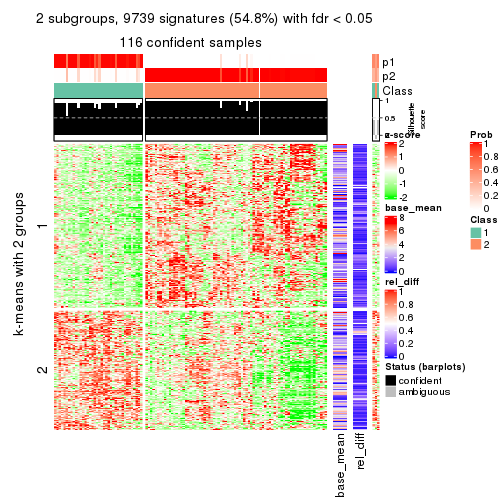 2 subgroups, 9739 signatures (54.8%) with fdr < 0.05
116 confident samples
p1
p2
Class
1
0.5
0
Silhouette
score
k-means with 2 groups
1
2
base_mean
rel_diff
z-score
2
1
0
-1
-2
base_mean
8
6
4
2
0
rel_diff
1
0.8
0.6
0.4
0.2
0
Status (barplots)
confident
ambiguous
Prob
1
0.8
0.6
0.4
0.2
0
Class
1
2